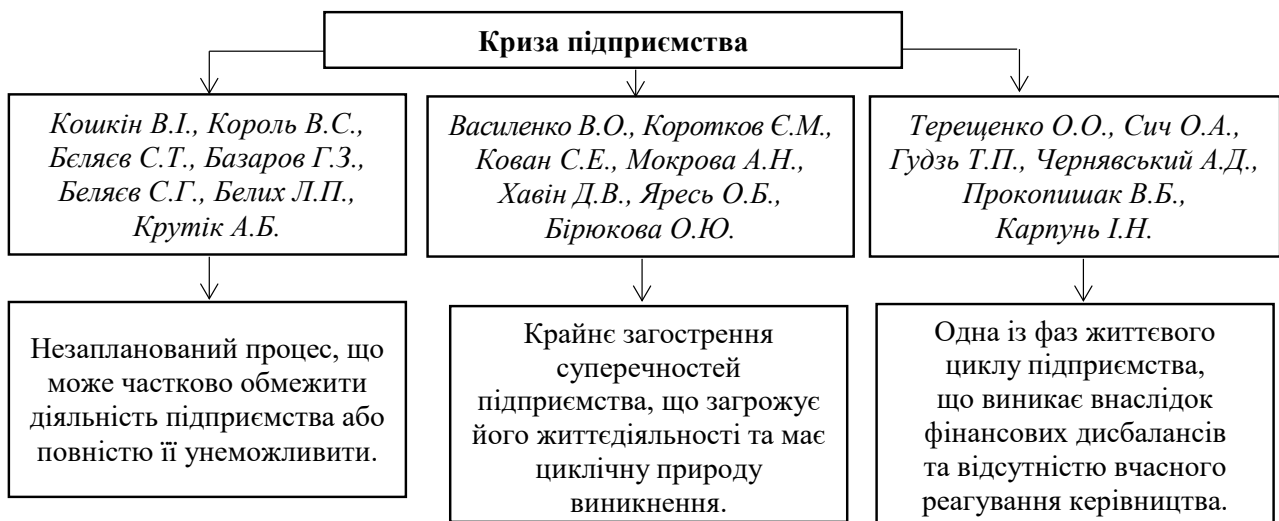 Криза підприємства
Кошкін В.І., Король В.С.,
Бєляєв С.Т., Базаров Г.З.,
Беляєв С.Г., Белих Л.П.,
Крутік А.Б.
Василенко В.О., Коротков Є.М.,
Кован С.Е., Мокрова А.Н.,
Хавін Д.В., Яресь О.Б.,
Бірюкова О.Ю.
Терещенко О.О., Сич О.А.,
Гудзь Т.П., Чернявський А.Д.,
Прокопишак В.Б.,
Карпунь І.Н.
Незапланований процес, що
може частково обмежити
діяльність підприємства або
повністю її унеможливити.
Крайнє загострення
суперечностей
підприємства, що загрожує
його життєдіяльності та має
циклічну природу
виникнення.
Одна із фаз життєвого
циклу підприємства,
що виникає внаслідок
фінансових дисбалансів
та відсутністю вчасного
реагування керівництва.